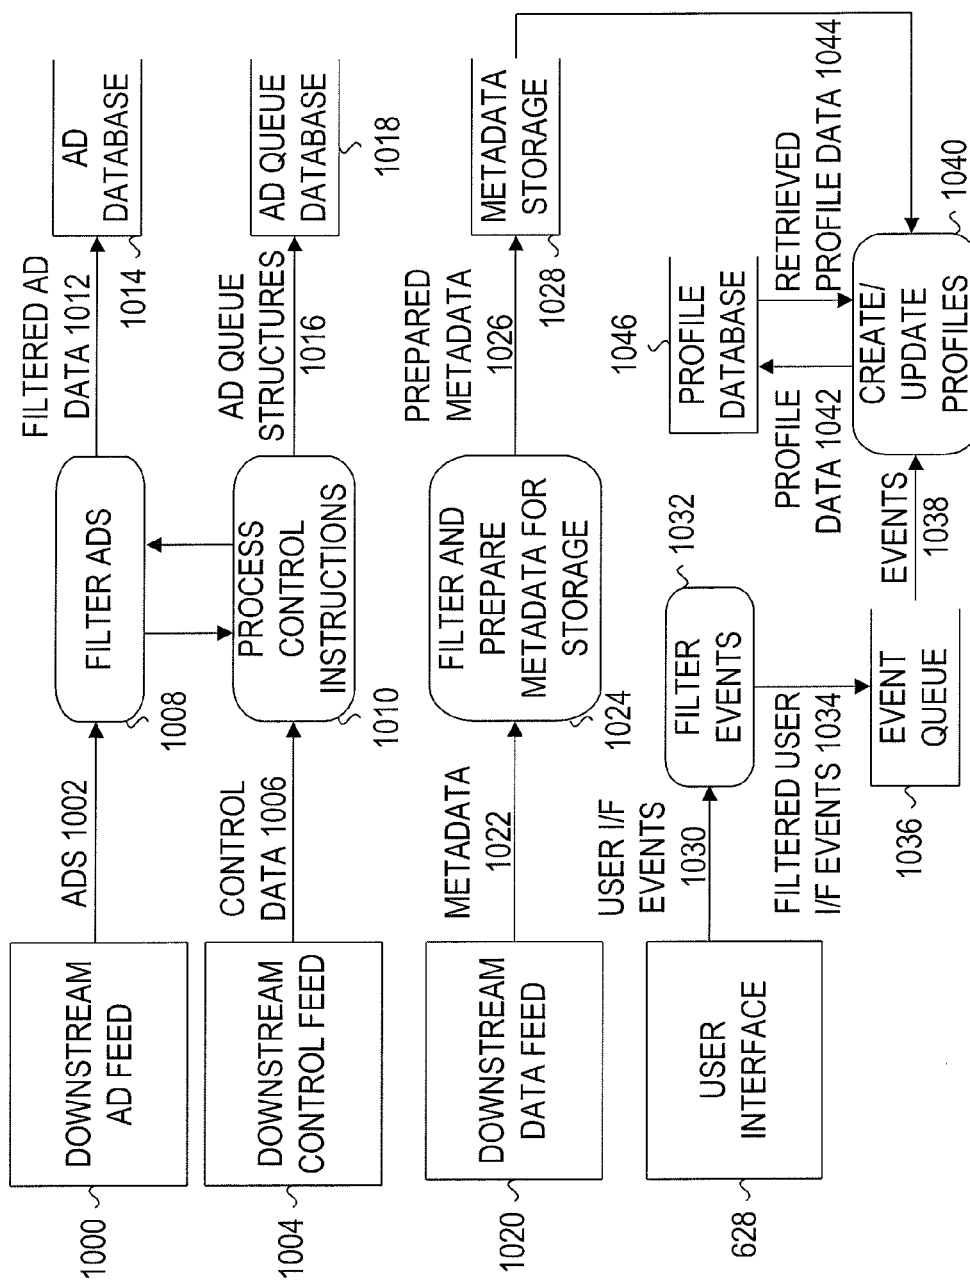 DOWNSTREAM
AD FEED
1000
ADS 1002
FILTER ADS
1008
FILTERED AD
DATA 1012
AD
DATABASE
1014
DOWNSTREAM
CONTROL FEED
1004
CONTROL
DATA 1006
PROCESS
CONTROL
INSTRUCTIONS
1010
AD QUEUE
STRUCTURES
1016
AD QUEUE
DATABASE
1018
DOWNSTREAM
DATA FEED
1020
METADATA
1022
FILTER AND
PREPARE
METADATA FOR
STORAGE
1024
PREPARED
METADATA
1026
METADATA
STORAGE
1028
USER
INTERFACE
628
USER I/F
EVENTS
1030
FILTER
EVENTS
1032
FILTERED USER
I/F EVENTS 1034
EVENT
QUEUE
1036
EVENTS
1038
CREATE/
UPDATE
PROFILES
1040
PROFILE
DATA 1042
RETRIEVED
PROFILE DATA 1044
PROFILE
DATABASE
1046